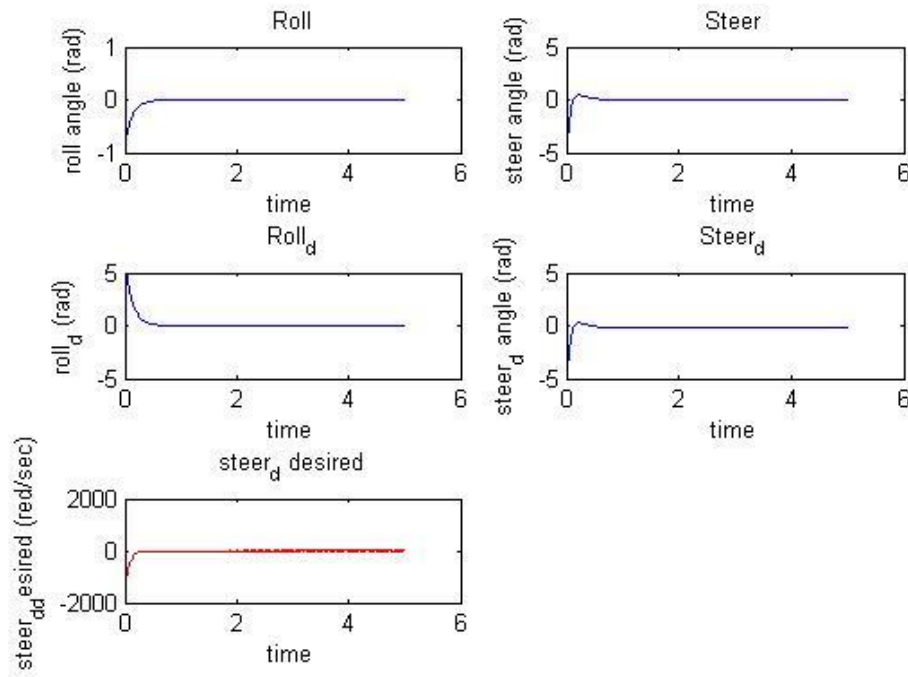 Roll
roll angle (rad)
1
0
-1
0 2 4 6
time
Steer
steer angle (rad)
5
0
-5
0 2 4 6
time
Roll_d
roll_d (rad)
5
0
-5
0 2 4 6
time
Steer_d
steer_d angle (rad)
5
0
-5
0 2 4 6
time
steer_d desired
steer_dd esired (red/sec)
2000
0
-2000
0 2 4 6
time